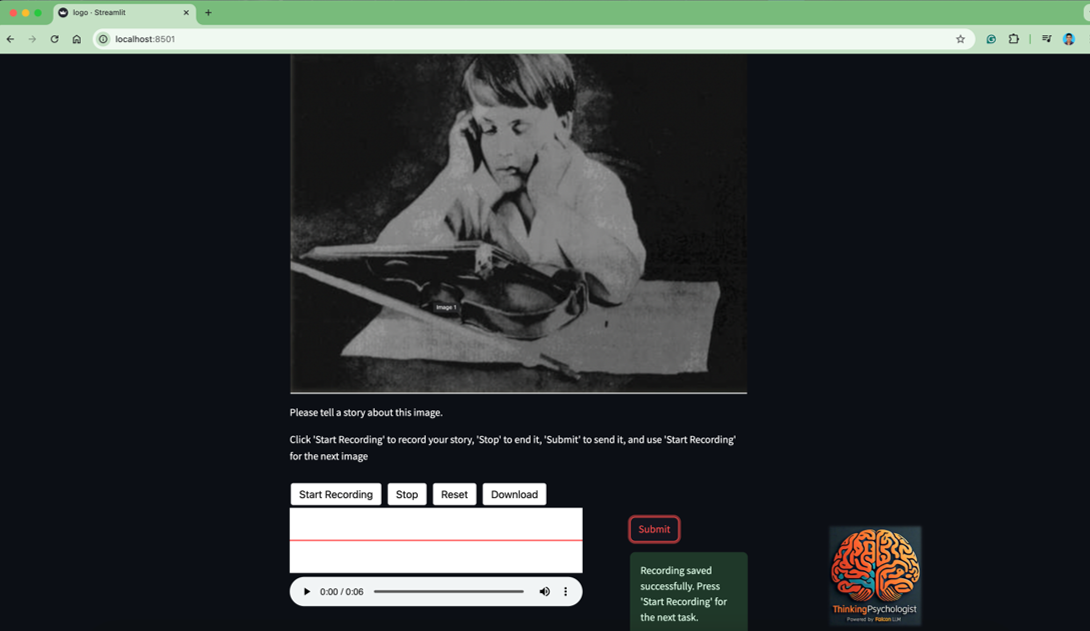 logo - Streamlit
localhost:8501
Image 1
Please tell a story about this image.
Click 'Start Recording' to record your story, 'Stop' to end it, 'Submit' to send it, and use 'Start Recording'
for the next image
Start Recording Stop Reset Download
Submit
0:00 / 0:06
Recording saved
successfully. Press
'Start Recording' for
the next task.
ThinkingPsychologist
Powered by Falcon LLM